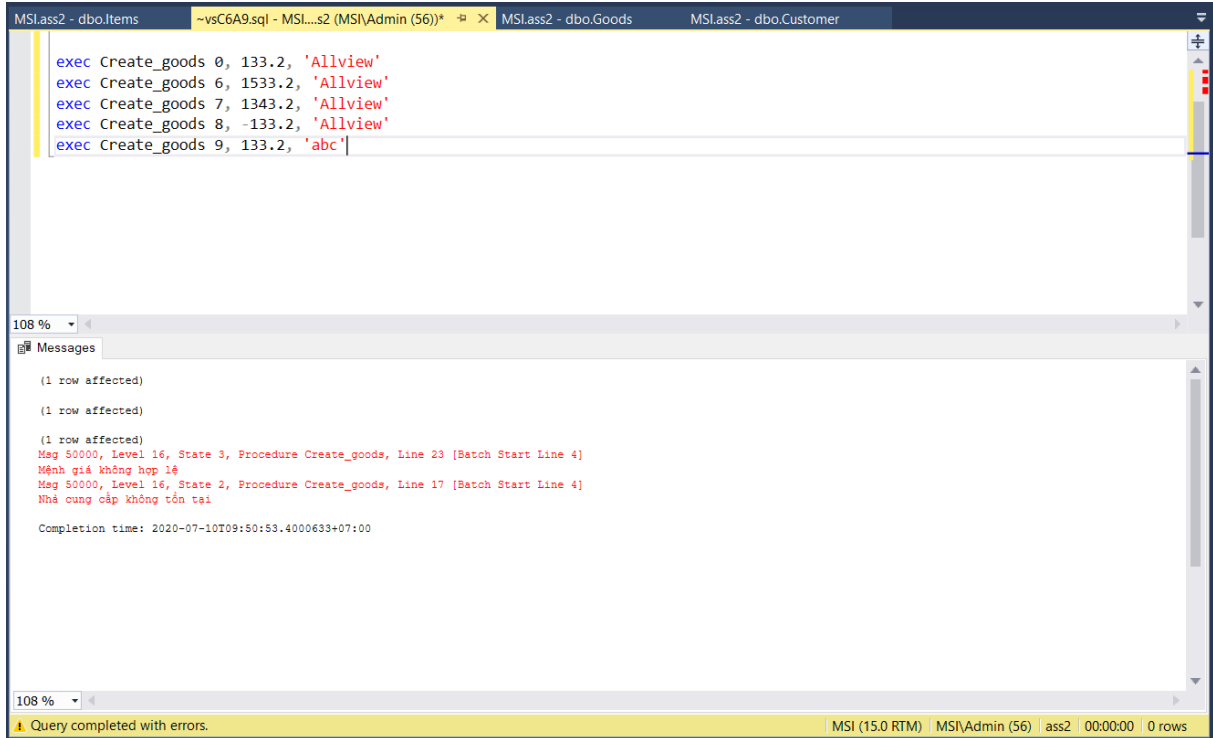 MSI.ass2 - dbo.Items ~vsC6A9.sql - MSI....s2 (MSI\Admin (56))* MSI.ass2 - dbo.Goods MSI.ass2 - dbo.Customer
exec Create_goods 0, 133.2, 'Allview'
exec Create_goods 6, 1533.2, 'Allview'
exec Create_goods 7, 1343.2, 'Allview'
exec Create_goods 8, -133.2, 'Allview'
exec Create_goods 9, 133.2, 'abc'
108 %
Messages
(1 row affected)
(1 row affected)
(1 row affected)
Msg 50000, Level 16, State 3, Procedure Create_goods, Line 23 [Batch Start Line 4]
Mệnh giá không hợp lệ
Msg 50000, Level 16, State 2, Procedure Create_goods, Line 17 [Batch Start Line 4]
Nhà cung cấp không tồn tại
Completion time: 2020-07-10T09:50:53.4000633+07:00
108 %
Query completed with errors. MSI (15.0 RTM) MSI\Admin (56) ass2 00:00:00 0 rows